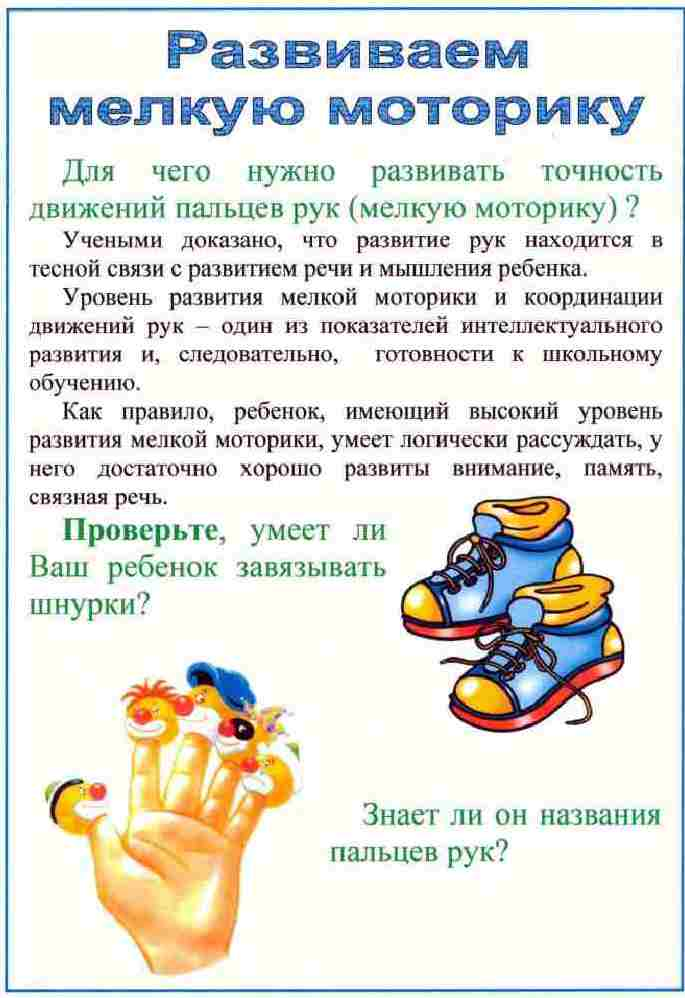 Развиваем
мелкую моторику
Для чего нужно развивать точность
движений пальцев рук (мелкую моторику) ?
Учеными доказано, что развитие рук находится в
тесной связи с развитием речи и мышления ребенка.
Уровень развития мелкой моторики и координации
движений рук – один из показателей интеллектуального
развития и, следовательно, готовности к школьному
обучению.
Как правило, ребенок, имеющий высокий уровень
развития мелкой моторики, умеет логически рассуждать, у
него достаточно хорошо развиты внимание, память,
связная речь.
Проверьте, умеет ли
Ваш ребенок завязывать
шнурки?
Знает ли он названия
пальцев рук?